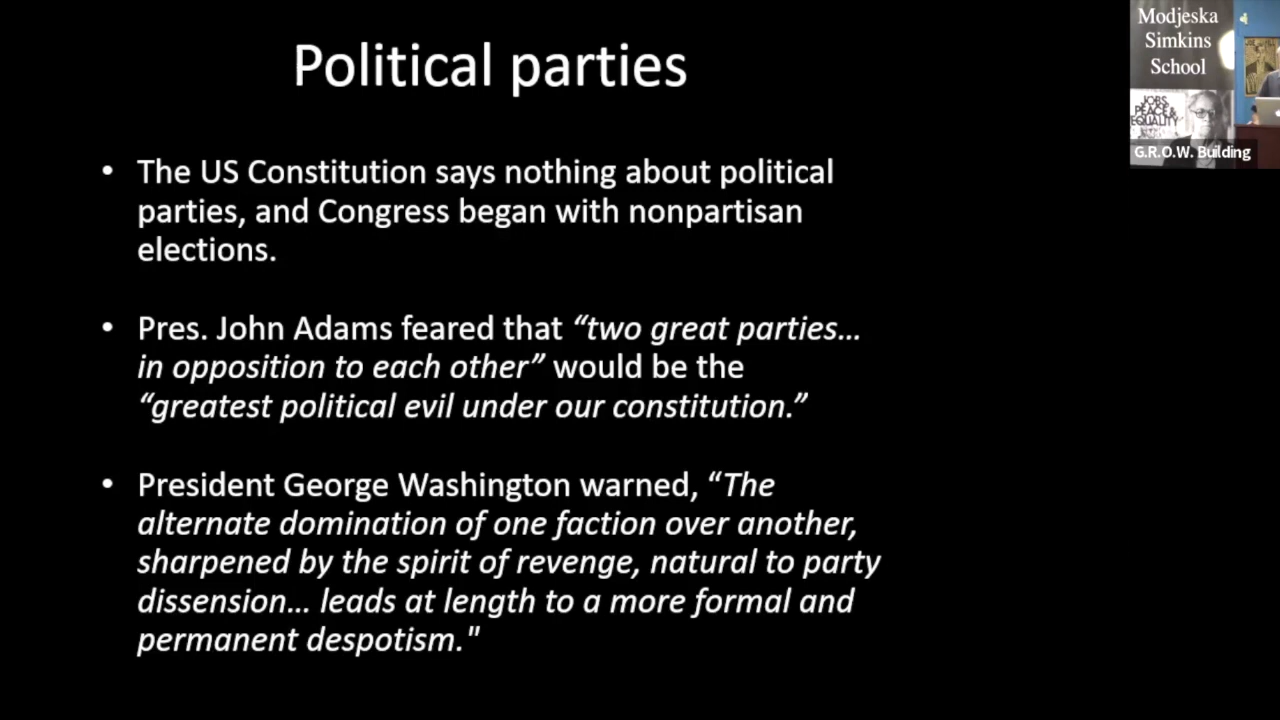 Political parties
• The US Constitution says nothing about political
parties, and Congress began with nonpartisan
elections.
• Pres. John Adams feared that “two great parties…
in opposition to each other” would be the
“greatest political evil under our constitution.”
• President George Washington warned, “The
alternate domination of one faction over another,
sharpened by the spirit of revenge, natural to party
dissension… leads at length to a more formal and
permanent despotism."
Modjeska
Simkins
School
JOBS
PEACE &
EQUALITY
G.R.O.W. Building